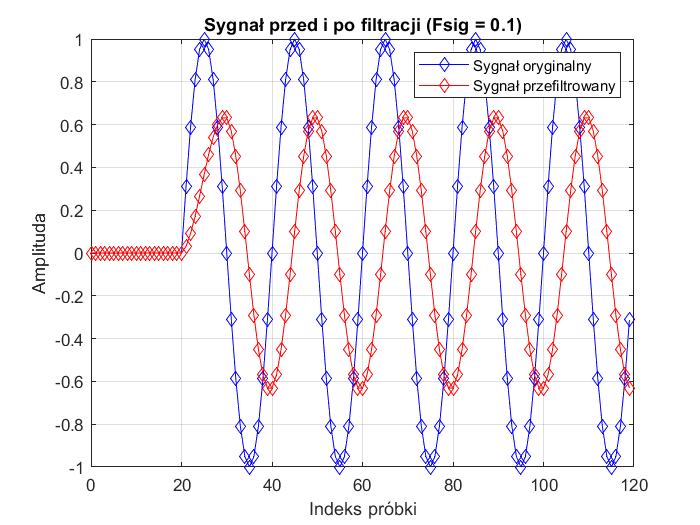 Sygnał przed i po filtracji (Fsig = 0.1)
Sygnał oryginalny
Sygnał przefiltrowany
1
0.8
0.6
0.4
0.2
0
-0.2
-0.4
-0.6
-0.8
-1
Amplituda
0 20 40 60 80 100 120
Indeks próbki